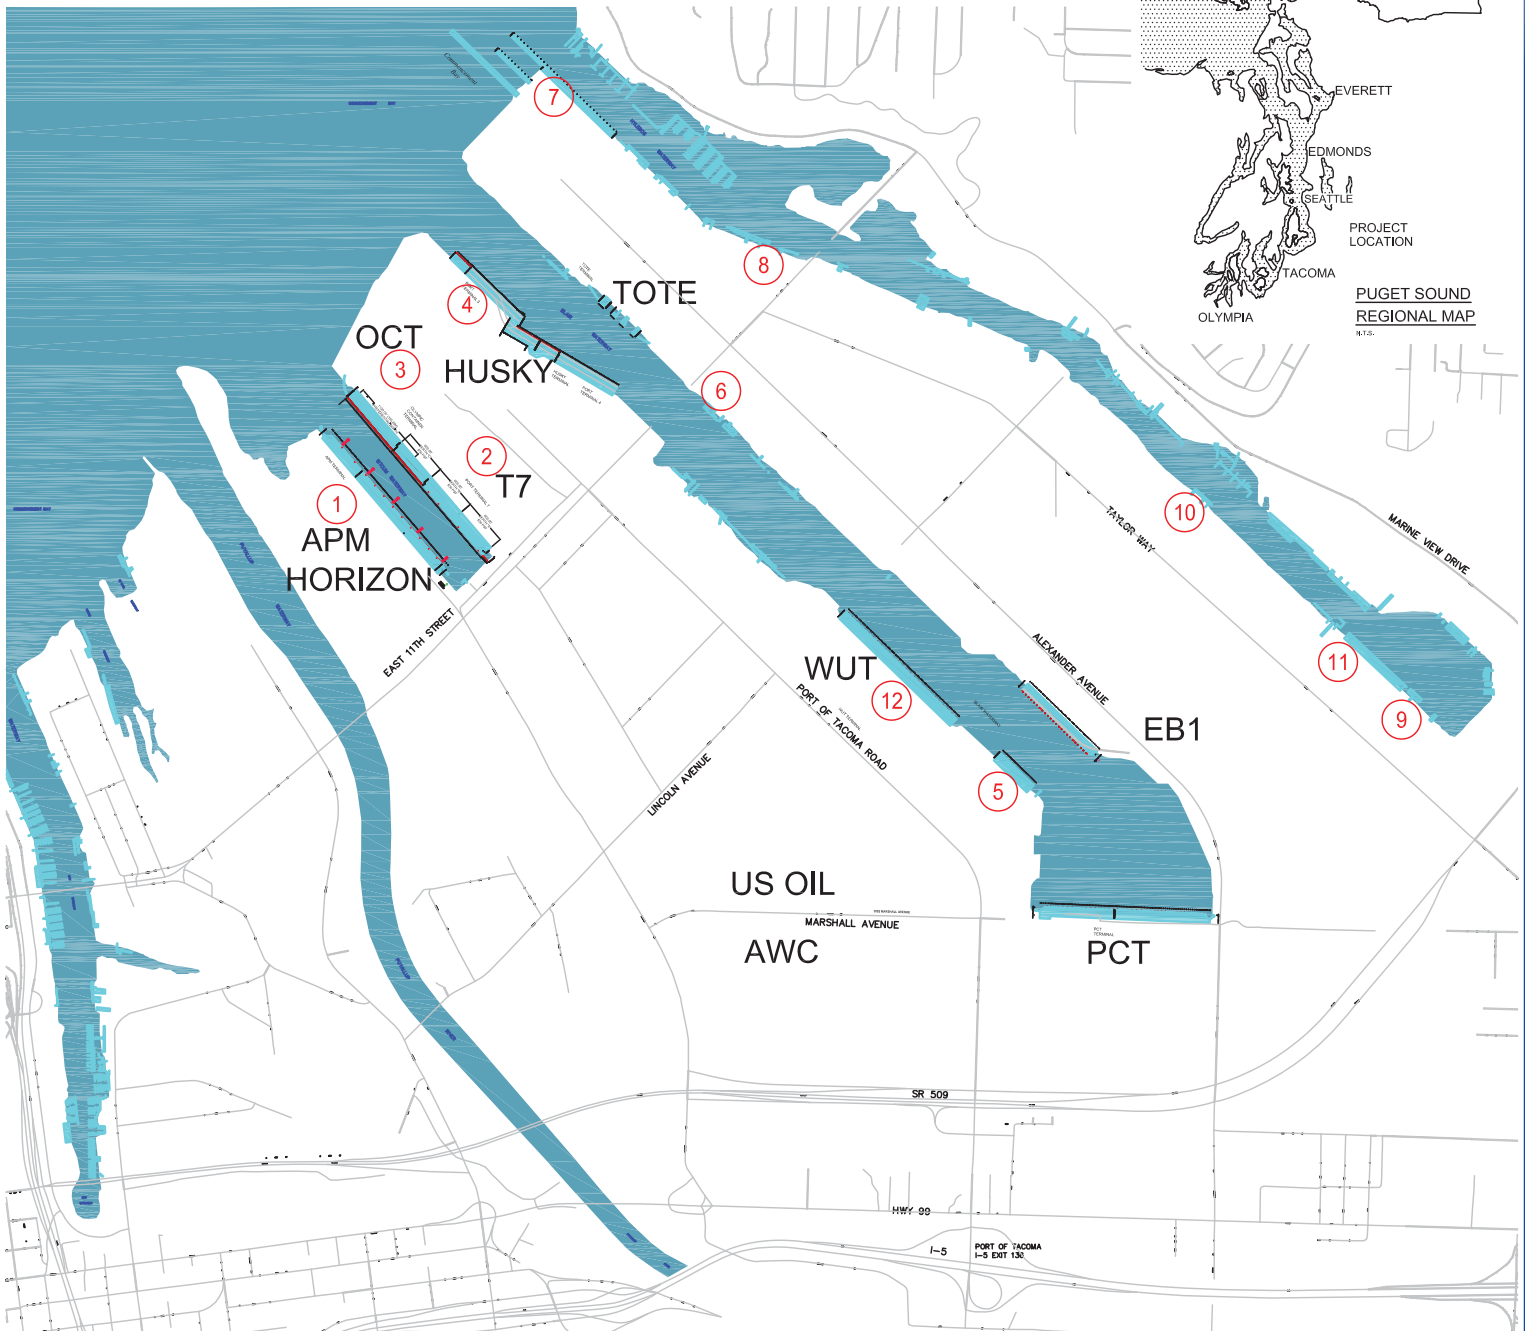 EVERETT
EDMONDS
SEATTLE
PROJECT
LOCATION
TACOMA
OLYMPIA
PUGET SOUND
REGIONAL MAP
N.T.S.
7
8
TOTE
4
OCT
3
HUSKY
6
2
T7
1
APM
HORIZON
EAST 11TH STREET
10
TAYLOR WAY
MARINE VIEW DRIVE
ALEXANDER AVENUE
11
9
WUT
12
PORT OF TACOMA ROAD
EB1
5
LINCOLN AVENUE
US OIL
MARSHALL AVENUE
AWC
PCT
TERMINAL
PCT
SR 509
HWY 99
I-5
PORT OF TACOMA
I-5 EXIT 136